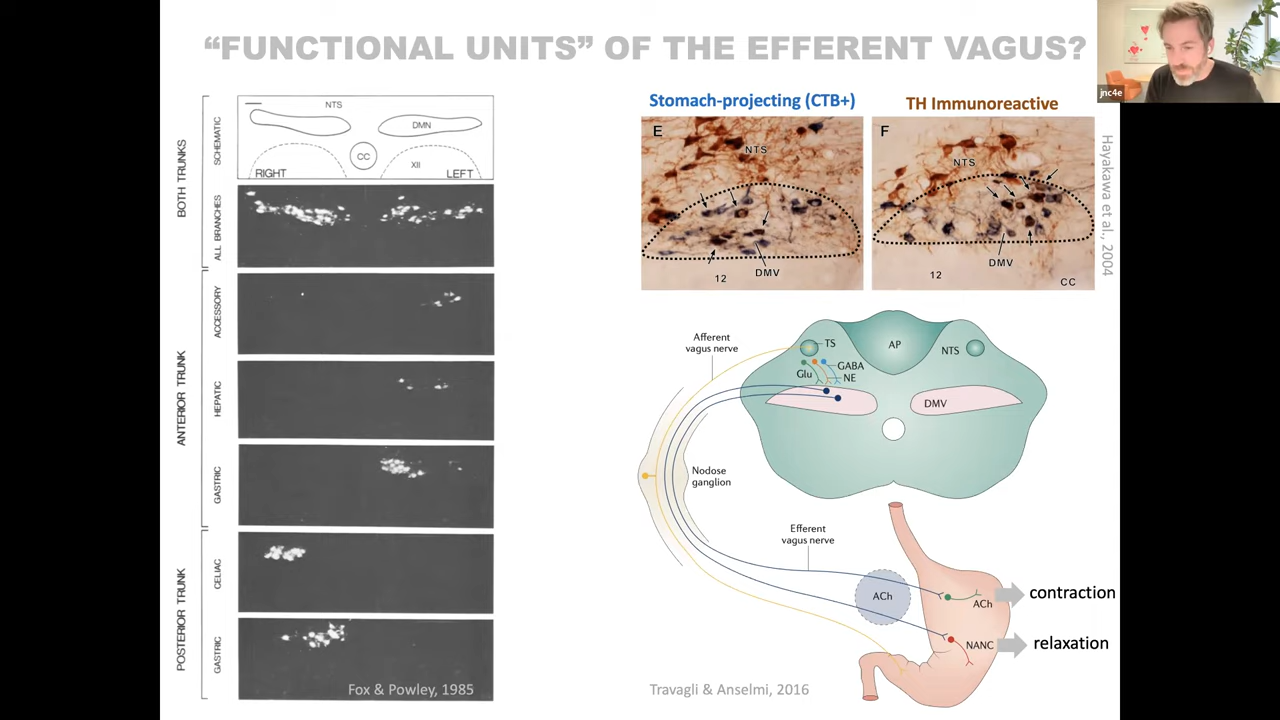 “FUNCTIONAL UNITS” OF THE EFFERENT VAGUS?
jnc4e
BOTH TRUNKS
SCHEMATIC
NTS
DMN
CC
XII
RIGHT
LEFT
ALL BRANCHES
ANTERIOR TRUNK
ACCESSORY
HEPATIC
GASTRIC
POSTERIOR TRUNK
CELIAC
GASTRIC
Fox & Powley, 1985
Stomach-projecting (CTB+)
TH Immunoreactive
E
NTS
DMV
12
F
NTS
DMV
12
CC
Hayakawa et al., 2004
Afferent
vagus nerve
TS
AP
NTS
Glu
GABA
NE
DMV
Nodose
ganglion
Efferent
vagus nerve
ACh
ACh
contraction
NANC
relaxation
Travagli & Anselmi, 2016